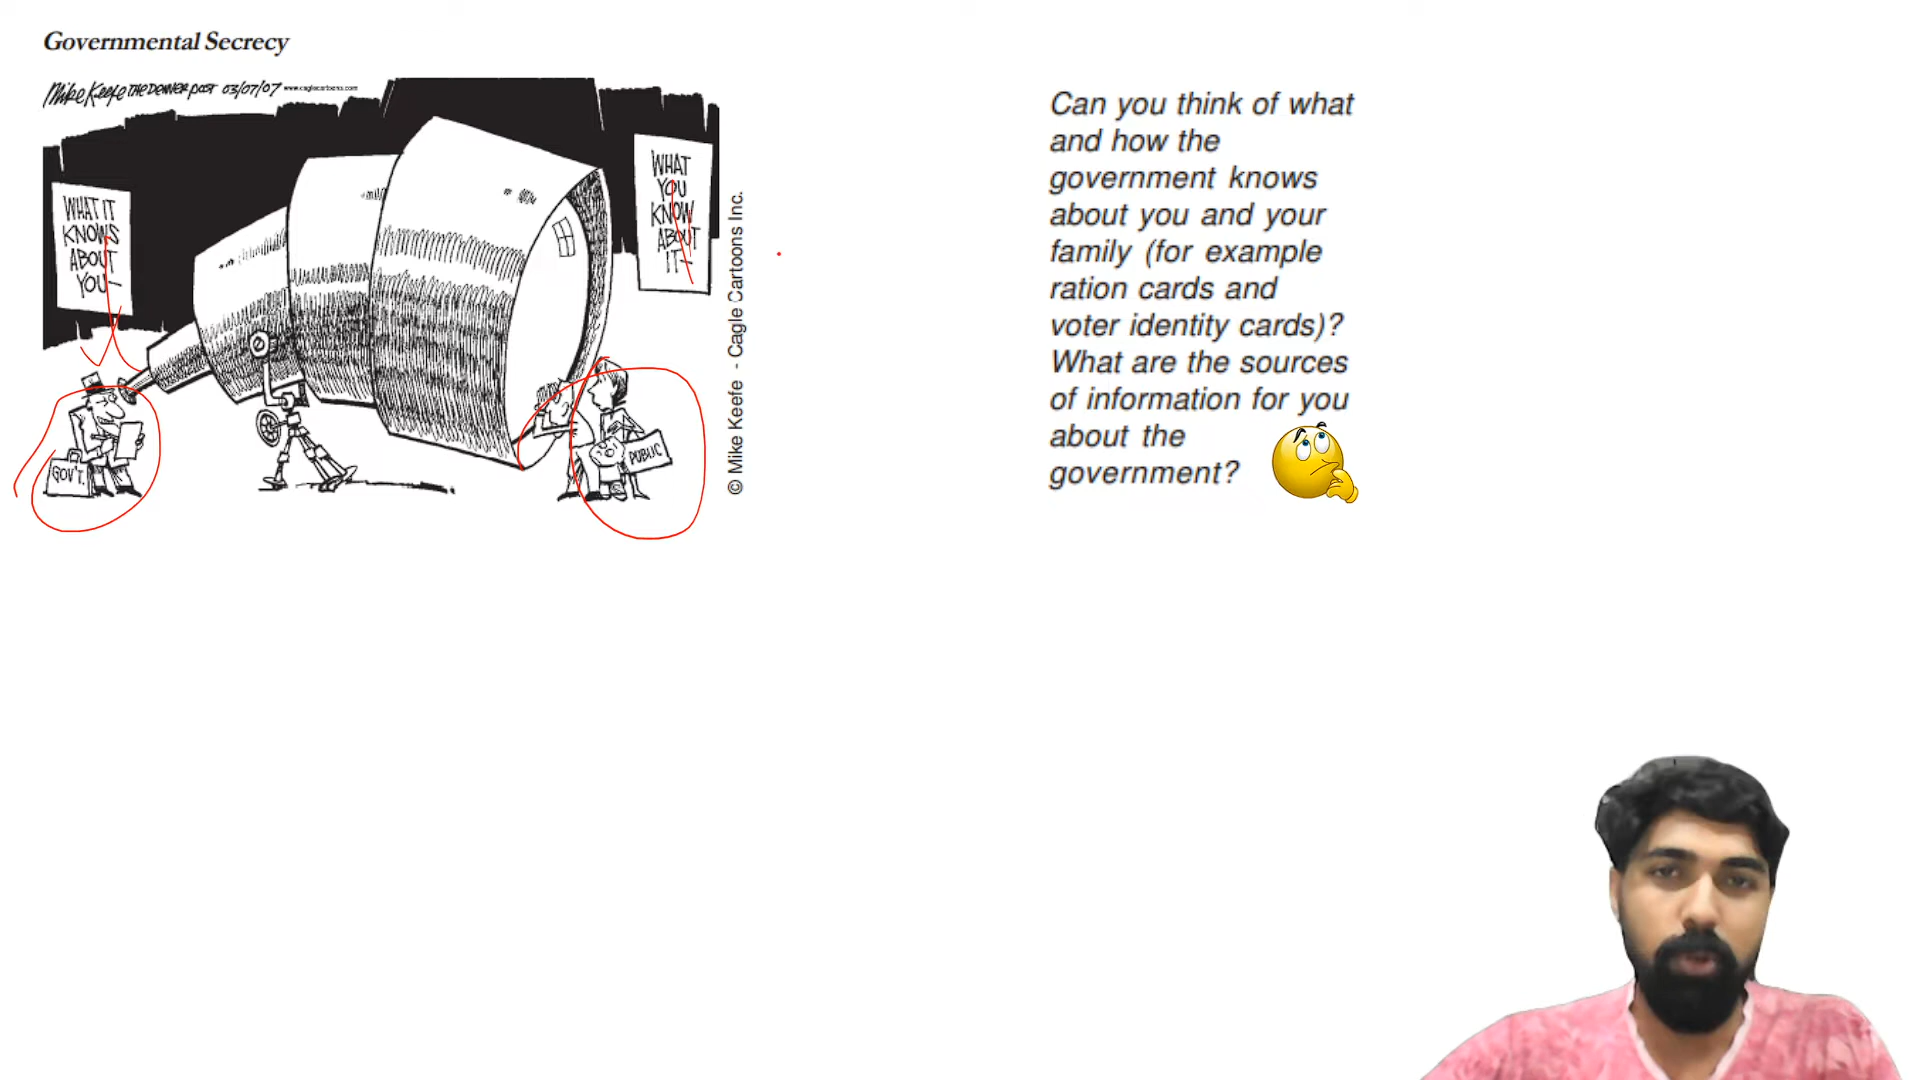 Governmental Secrecy
Mike Keefe THE DENVER POST 03/07/07 www.caglecartoons.com
WHAT IT
KNOWS
ABOUT
YOU—
WHAT
YOU
KNOW
ABOUT
IT—
GOV'T.
PUBLIC
© Mike Keefe - Cagle Cartoons Inc.
Can you think of what
and how the
government knows
about you and your
family (for example
ration cards and
voter identity cards)?
What are the sources
of information for you
about the
government?